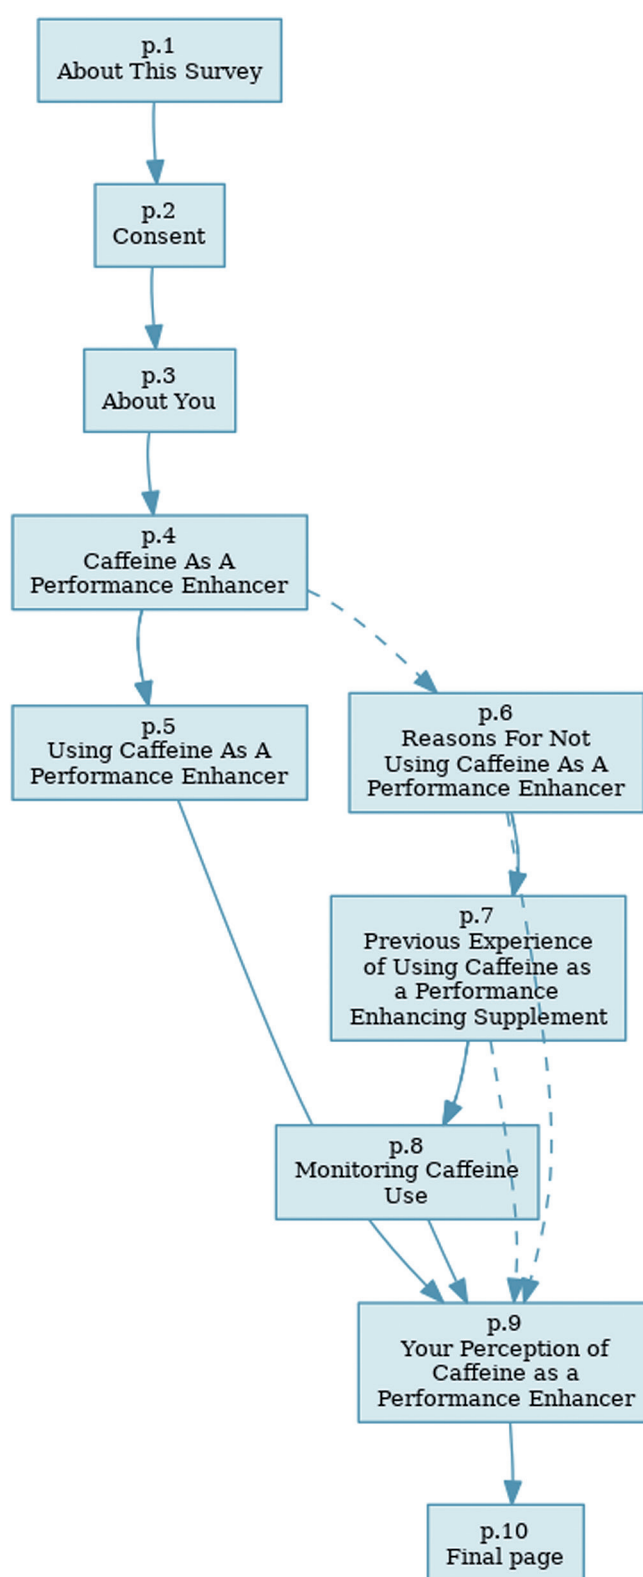 p.1
About This Survey
p.2
Consent
p.3
About You
p.4
Caffeine As A
Performance Enhancer
p.5
Using Caffeine As A
Performance Enhancer
p.6
Reasons For Not
Using Caffeine As A
Performance Enhancer
p.7
Previous Experience
of Using Caffeine as
a Performance
Enhancing Supplement
p.8
Monitoring Caffeine
Use
p.9
Your Perception of
Caffeine as a
Performance Enhancer
p.10
Final page